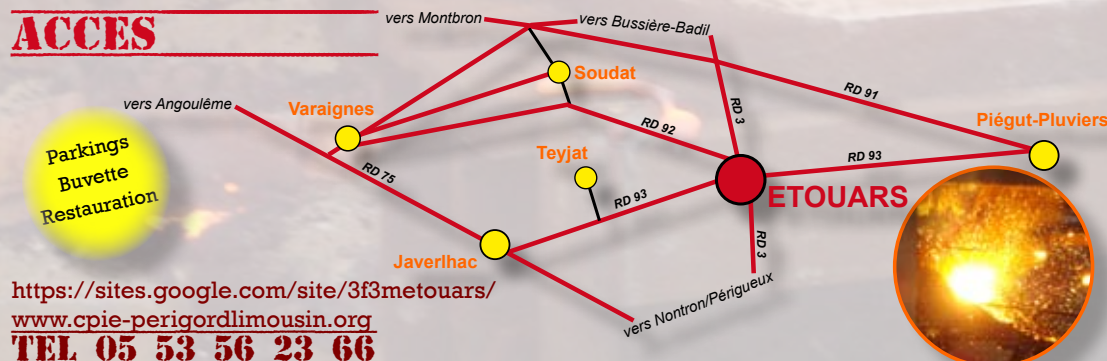 ACCES
vers Montbron
vers Bussière-Badil
Soudat
RD 91
vers Angoulême
Varaignes
RD 3
Piégut-Pluviers
Parkings
Buvette
Restauration
RD 92
Teyjat
RD 93
RD 75
RD 93
ETOUARS
Javerlhac
RD 3
vers Nontron/Périgueux
https://sites.google.com/site/3f3metouars/
www.cpie-perigordlimousin.org
TEL 05 53 56 23 66